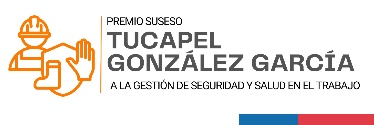 PREMIO SUSESO
TUCAPEL
GONZÁLEZ GARCÍA
A LA GESTIÓN DE SEGURIDAD Y SALUD EN EL TRABAJO